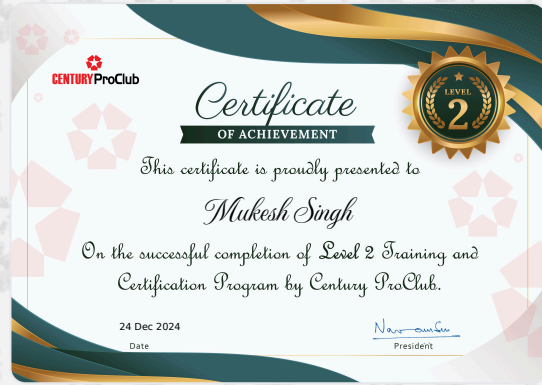 CENTURY ProClub
Certificate
OF ACHIEVEMENT
LEVEL
2
This certificate is proudly presented to
Mukesh Singh
On the successful completion of Level 2 Training and
Certification Program by Century ProClub.
24 Dec 2024
Date
President